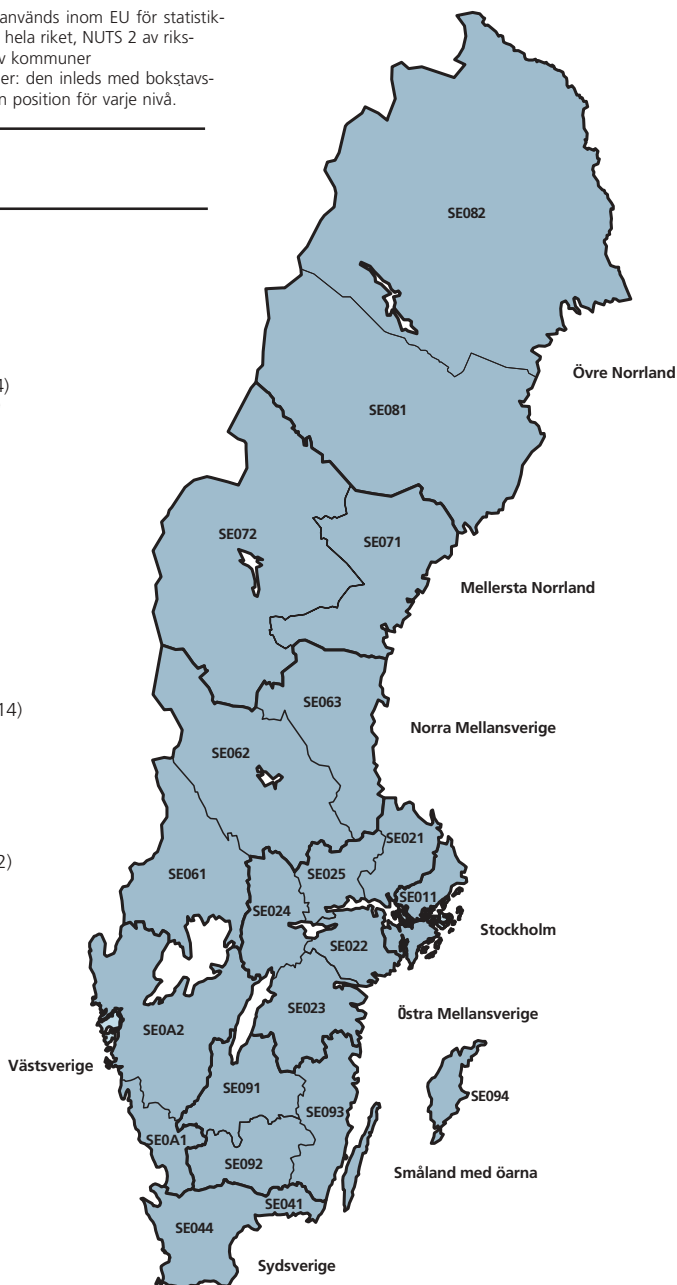 används inom EU för statistik-
hela riket, NUTS 2 av riks-
v kommuner
er: den inleds med bokstavs-
n position för varje nivå.
SE082
4)
Övre Norrland
SE081
SE072
SE071
Mellersta Norrland
14)
SE063
Norra Mellansverige
SE062
SE021
2)
SE061
SE025
SE011
SE024
Stockholm
SE022
SE023
Östra Mellansverige
SE0A2
Västsverige
SE091
SE094
SE093
SE0A1
SE092
Småland med öarna
SE041
SE044
Sydsverige